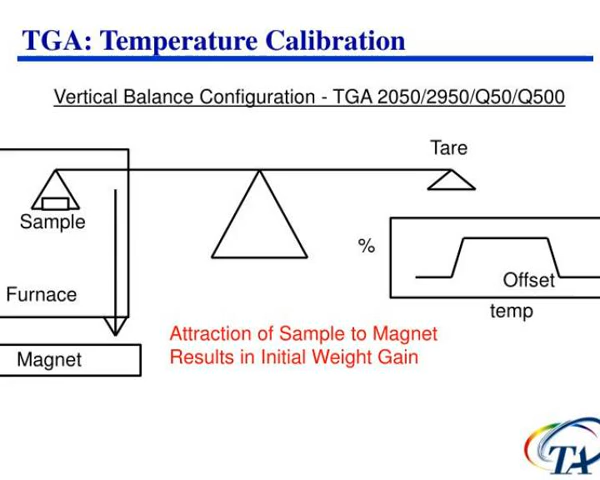 TGA: Temperature Calibration
Vertical Balance Configuration - TGA 2050/2950/Q50/Q500
Tare
Sample
%
Offset
Furnace
temp
Attraction of Sample to Magnet
Results in Initial Weight Gain
Magnet
TA